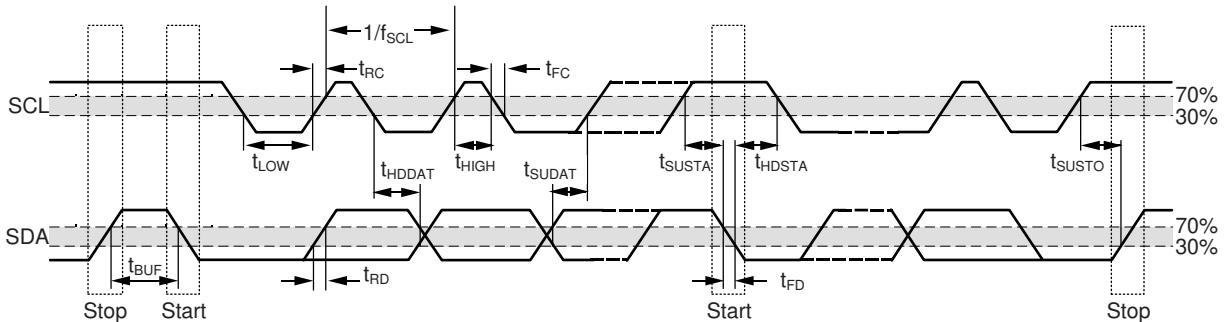 1/fSCL
tRC
tFC
SCL
70%
30%
tLOW
tHDDAT
tHIGH
tSUDAT
tSUSTA
tHDSTA
tSUSTO
SDA
70%
30%
tBUF
tRD
tFD
Stop
Start
Start
Stop